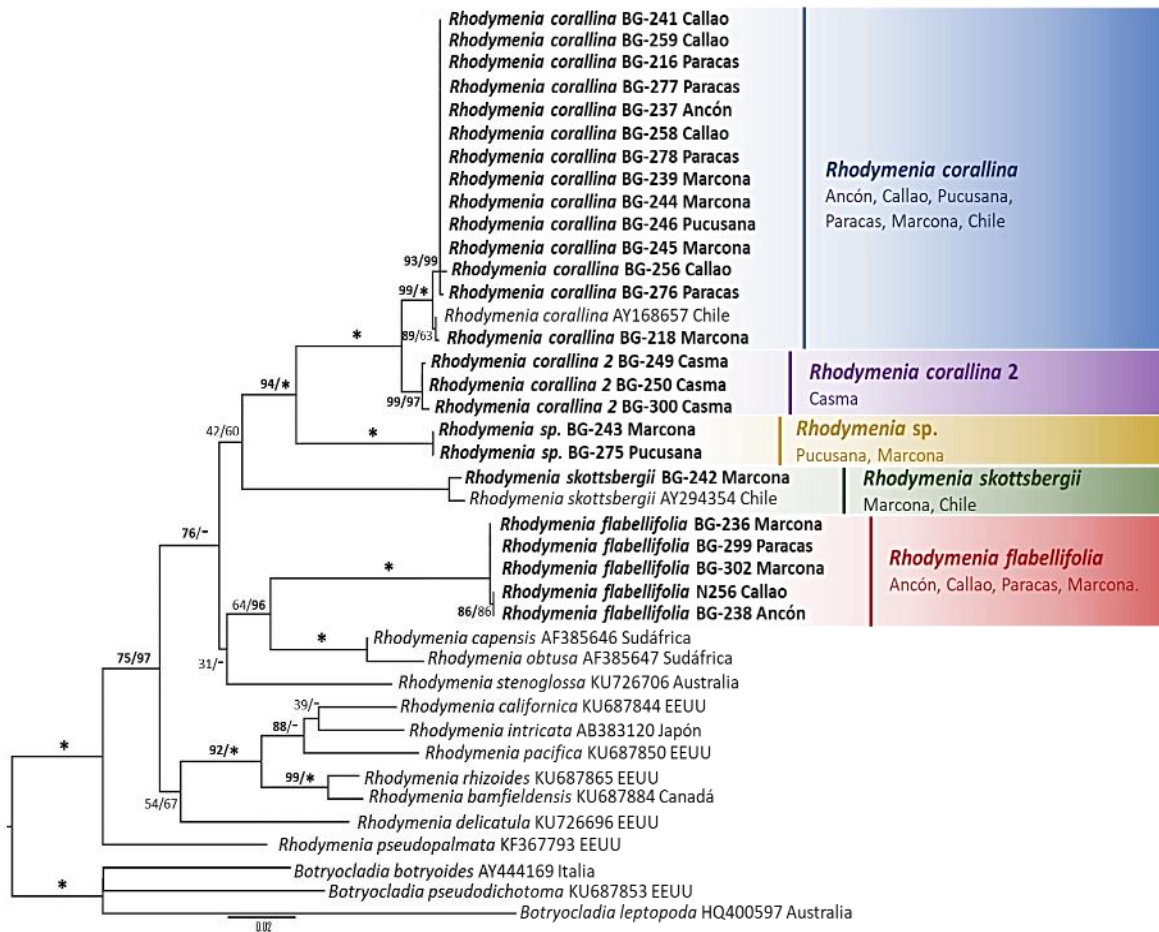 Rhodymenia corallina BG-241 Callao
Rhodymenia corallina BG-259 Callao
Rhodymenia corallina BG-216 Paracas
Rhodymenia corallina BG-277 Paracas
Rhodymenia corallina BG-237 Ancón
Rhodymenia corallina BG-258 Callao
Rhodymenia corallina BG-278 Paracas
Rhodymenia corallina BG-239 Marcona
Rhodymenia corallina BG-244 Marcona
Rhodymenia corallina BG-246 Pucusana
Rhodymenia corallina BG-245 Marcona
Rhodymenia corallina BG-256 Callao
Rhodymenia corallina BG-276 Paracas
Rhodymenia corallina AY168657 Chile
Rhodymenia corallina BG-218 Marcona
Rhodymenia corallina
Ancón, Callao, Pucusana,
Paracas, Marcona, Chile
93/99
99/*
89/63
*
Rhodymenia corallina 2 BG-249 Casma
Rhodymenia corallina 2 BG-250 Casma
Rhodymenia corallina 2 BG-300 Casma
Rhodymenia corallina 2
Casma
99/97
94/*
Rhodymenia sp. BG-243 Marcona
Rhodymenia sp. BG-275 Pucusana
Rhodymenia sp.
Pucusana, Marcona
*
42/60
Rhodymenia skottsbergii BG-242 Marcona
Rhodymenia skottsbergii AY294354 Chile
Rhodymenia skottsbergii
Marcona, Chile
76/-
Rhodymenia flabellifolia BG-236 Marcona
Rhodymenia flabellifolia BG-299 Paracas
Rhodymenia flabellifolia BG-302 Marcona
Rhodymenia flabellifolia N256 Callao
Rhodymenia flabellifolia BG-238 Ancón
Rhodymenia flabellifolia
Ancón, Callao, Paracas, Marcona.
*
86/86
64/96
*
Rhodymenia capensis AF385646 Sudáfrica
Rhodymenia obtusa AF385647 Sudáfrica
31/-
Rhodymenia stenoglossa KU726706 Australia
75/97
39/-
Rhodymenia californica KU687844 EEUU
Rhodymenia intricata AB383120 Japón
88/-
Rhodymenia pacifica KU687850 EEUU
92/*
99/*
Rhodymenia rhizoides KU687865 EEUU
Rhodymenia bamfieldensis KU687884 Canadá
54/67
Rhodymenia delicatula KU726696 EEUU
*
Rhodymenia pseudopalmata KF367793 EEUU
*
Botryocladia botryoides AY444169 Italia
Botryocladia pseudodichotoma KU687853 EEUU
Botryocladia leptopoda HQ400597 Australia
0.02